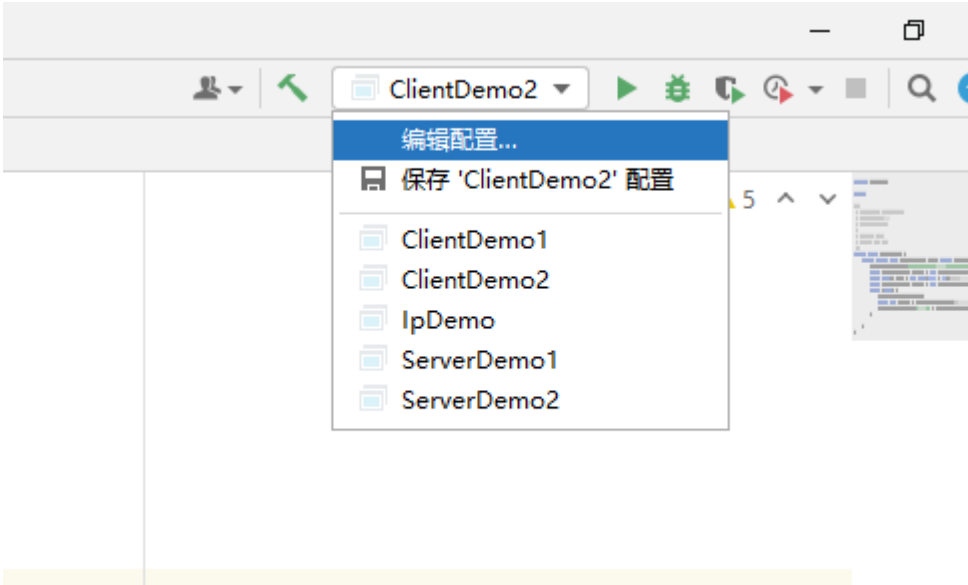 ClientDemo2
编辑配置...
保存 'ClientDemo2' 配置
5
ClientDemo1
ClientDemo2
IpDemo
ServerDemo1
ServerDemo2